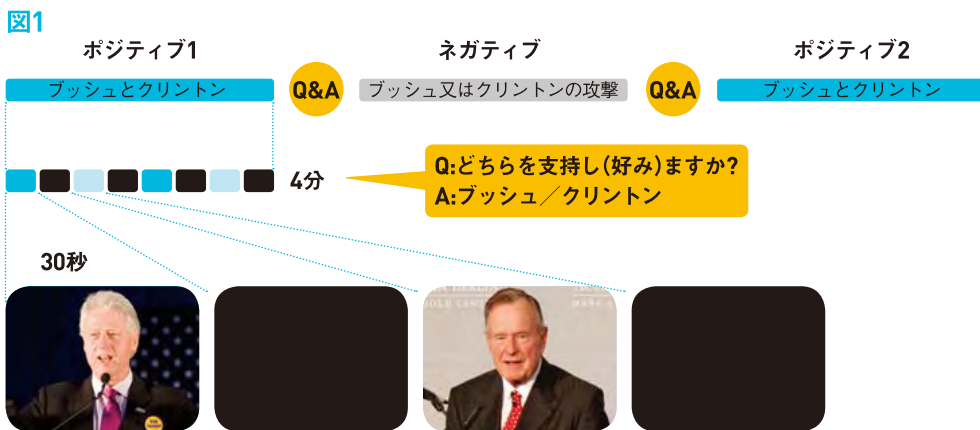 図1
ポジティブ1
ネガティブ
ポジティブ2
ブッシュとクリントン
Q&A
ブッシュ又はクリントンの攻撃
Q&A
ブッシュとクリントン
4分
Q:どちらを支持し(好み)ますか?
A:ブッシュ/クリントン
30秒